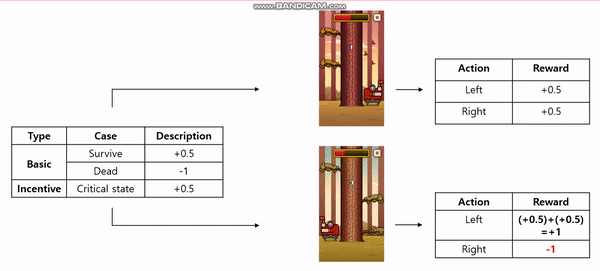 www.BANDICAM.com
Type Case Description
Basic Survive +0.5
Dead -1
Incentive Critical state +0.5
Action Reward
Left +0.5
Right +0.5
Action Reward
Left (+0.5)+(+0.5)
=+1
Right -1